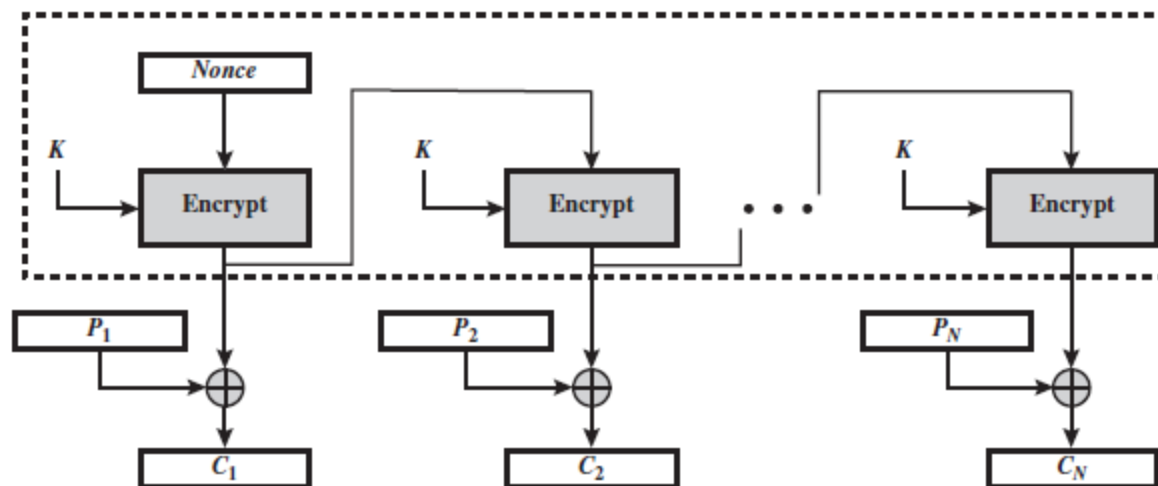 Nonce
K K K
Encrypt Encrypt Encrypt
• • •
P1 P2 PN
C1 C2 CN